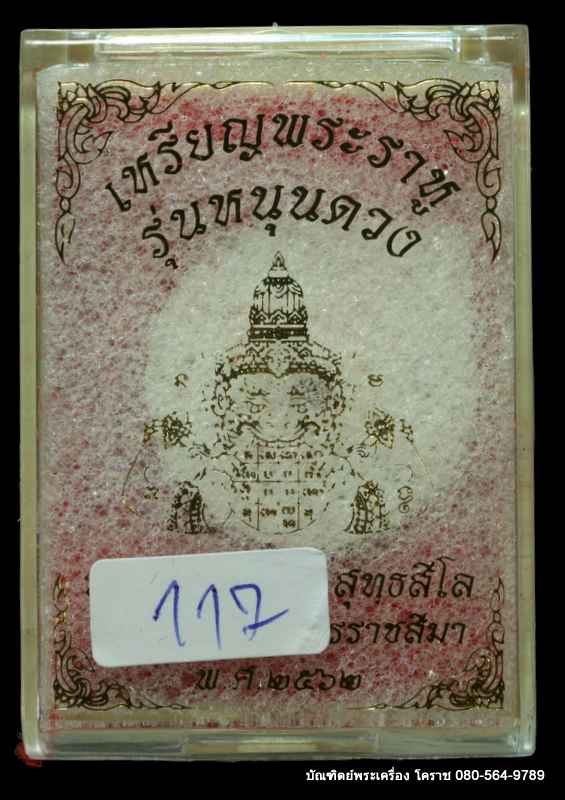 เหรียญพระราหู
รุ่นหนุนดวง
117
สุทธสีโล
รราชสีมา
พ.ศ.๒๕๖๒
บัณฑิตย์พระเครื่อง โคราช 080-564-9789